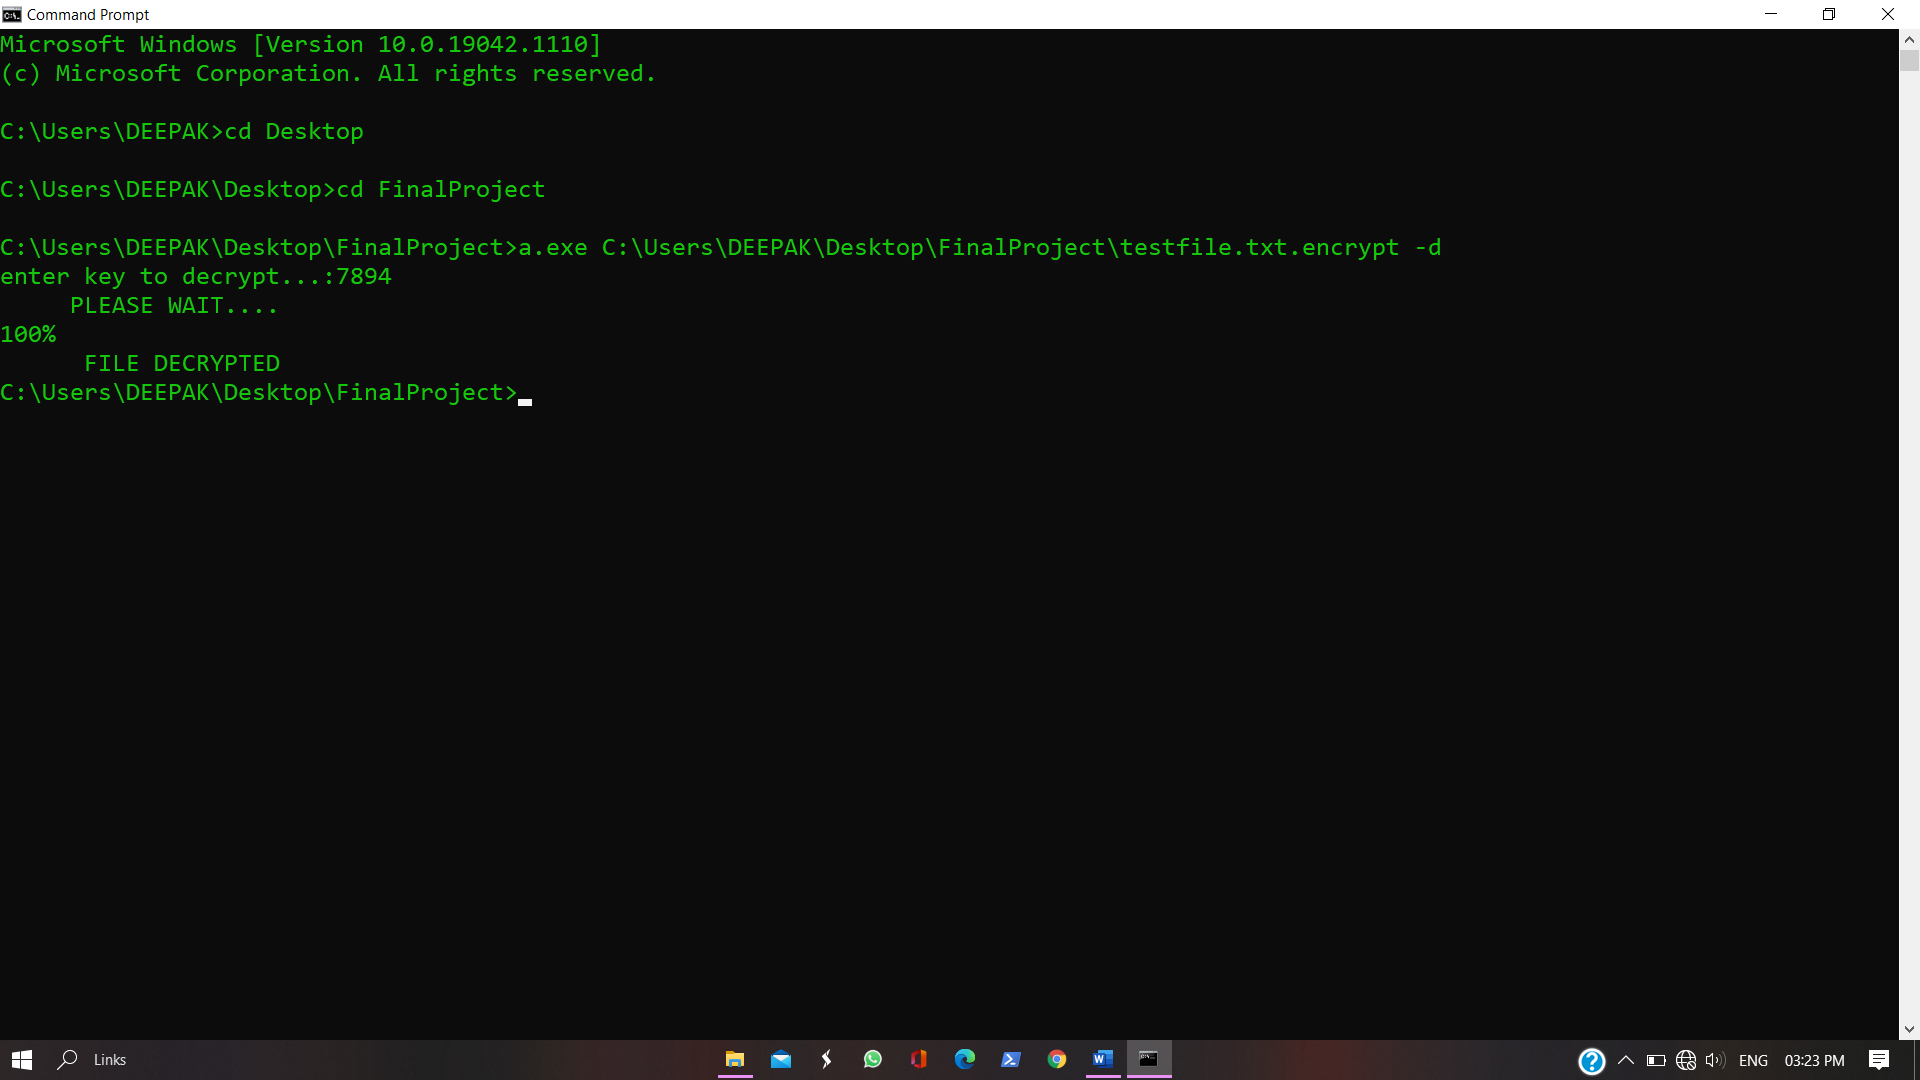 Command Prompt
Microsoft Windows [Version 10.0.19042.1110]
(c) Microsoft Corporation. All rights reserved.
C:\Users\DEEPAK>cd Desktop
C:\Users\DEEPAK\Desktop>cd FinalProject
C:\Users\DEEPAK\Desktop\FinalProject>a.exe C:\Users\DEEPAK\Desktop\FinalProject\testfile.txt.encrypt -d
enter key to decrypt...:7894
PLEASE WAIT....
100%
FILE DECRYPTED
C:\Users\DEEPAK\Desktop\FinalProject>
Links
ENG
03:23 PM